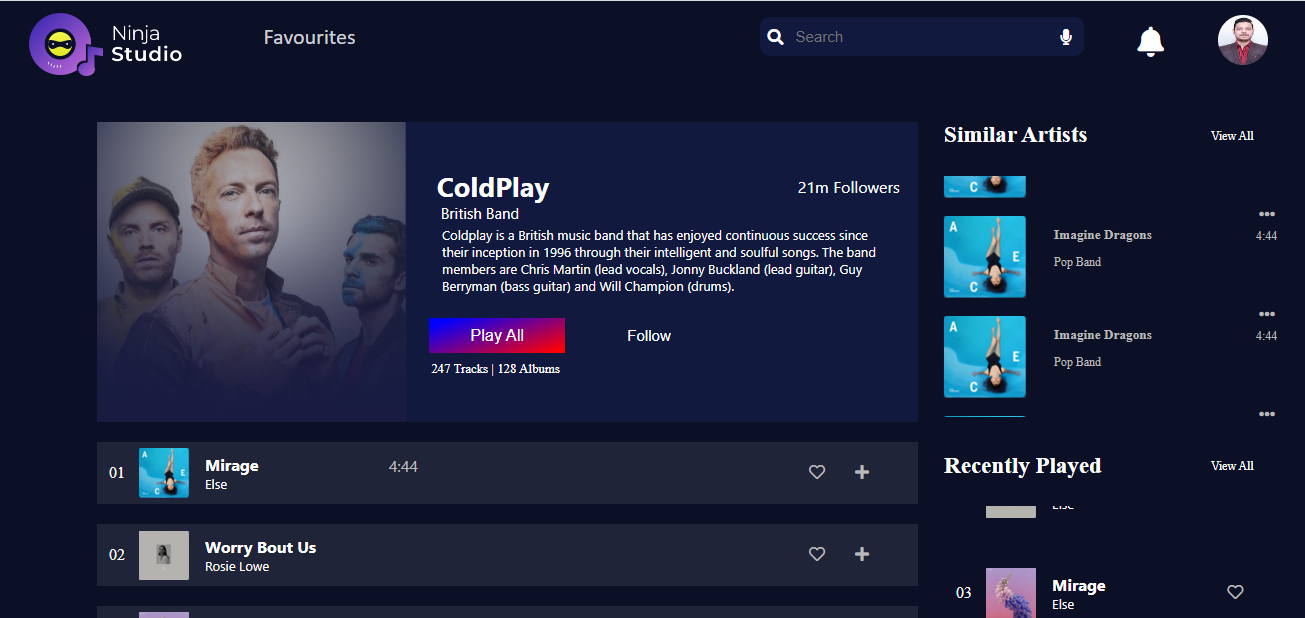 Ninja
Studio
Favourites
Search
ColdPlay
21m Followers
British Band
Coldplay is a British music band that has enjoyed continuous success since
their inception in 1996 through their intelligent and soulful songs. The band
members are Chris Martin (lead vocals), Jonny Buckland (lead guitar), Guy
Berryman (bass guitar) and Will Champion (drums).
Play All
Follow
247 Tracks | 128 Albums
01
A
E
C
Mirage
Else
4:44
02
Worry Bout Us
Rosie Lowe
Similar Artists
View All
C
A
E
C
Imagine Dragons
Pop Band
4:44
A
E
C
Imagine Dragons
Pop Band
4:44
Recently Played
View All
Else
03
Mirage
Else